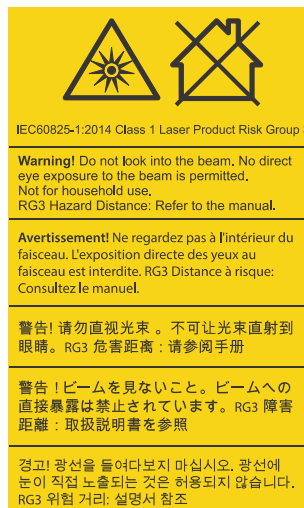 IEC60825-1:2014 Class 1 Laser Product Risk Group
Warning! Do not look into the beam. No direct
eye exposure to the beam is permitted.
Not for household use.
RG3 Hazard Distance: Refer to the manual.
Avertissement! Ne regardez pas à l'intérieur du
faisceau. L'exposition directe des yeux au
faisceau est interdite. RG3 Distance à risque:
Consultez le manuel.
警告! 请勿直视光束 。不可让光束直射到
眼睛。RG3 危害距离 : 请参阅手册
警告 ! ビームを見ないこと。ビームへの
直接暴露は禁止されています。RG3 障害
距離 : 取扱説明書を参照
경고! 광선을 들여다보지 마십시오. 광선에
눈이 직접 노출되는 것은 허용되지 않습니다.
RG3 위험 거리: 설명서 참조